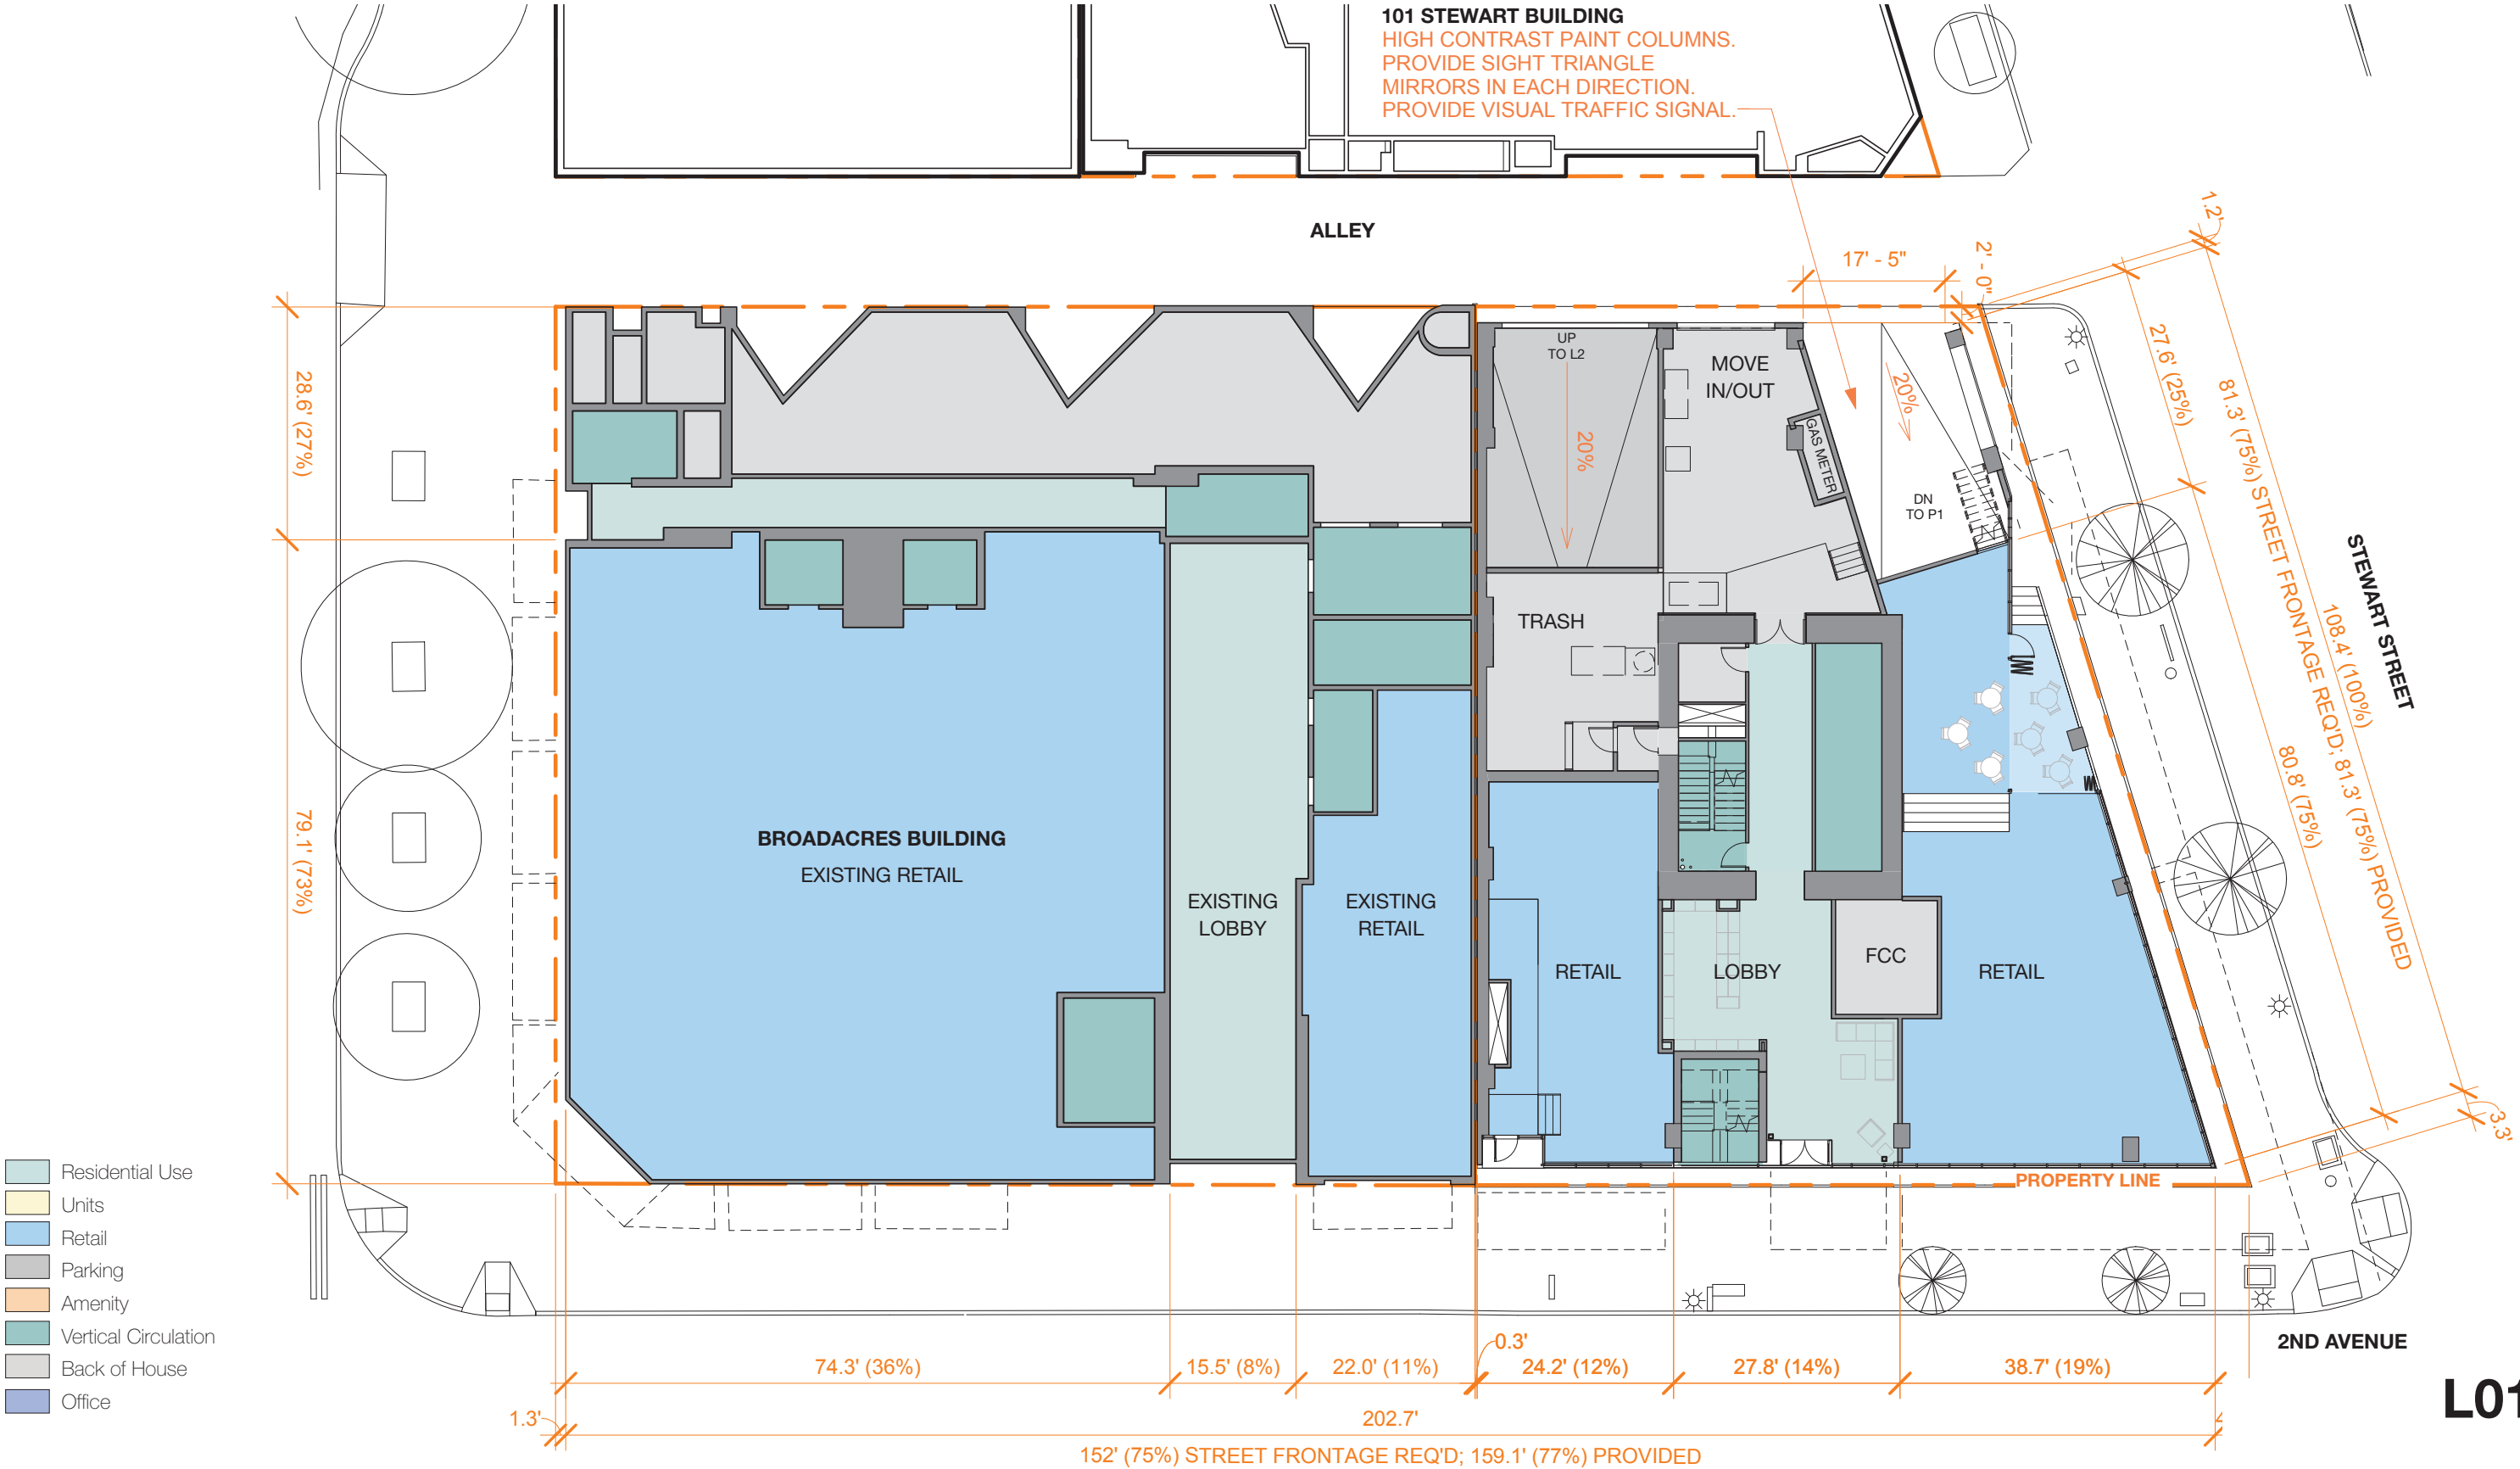 101 STEWART BUILDING
HIGH CONTRAST PAINT COLUMNS.
PROVIDE SIGHT TRIANGLE
MIRRORS IN EACH DIRECTION.
PROVIDE VISUAL TRAFFIC SIGNAL.
ALLEY
17' - 5"
2' - 0"
1.2'
27.6' (25%)
81.3' (75%) STREET FRONTAGE REQ'D; 81.3' (75%) PROVIDED
108.4' (100%)
80.8' (75%)
3.3'
STEWART STREET
28.6' (27%)
79.1' (73%)
UP
TO L2
20%
MOVE
IN/OUT
GAS METER
20%
DN
TO P1
TRASH
BROADACRES BUILDING
EXISTING RETAIL
EXISTING
LOBBY
EXISTING
RETAIL
RETAIL
LOBBY
FCC
RETAIL
PROPERTY LINE
Residential Use
Units
Retail
Parking
Amenity
Vertical Circulation
Back of House
Office
2ND AVENUE
0.3'
74.3' (36%)
15.5' (8%)
22.0' (11%)
24.2' (12%)
27.8' (14%)
38.7' (19%)
1.3'
202.7'
152' (75%) STREET FRONTAGE REQ'D; 159.1' (77%) PROVIDED
L01